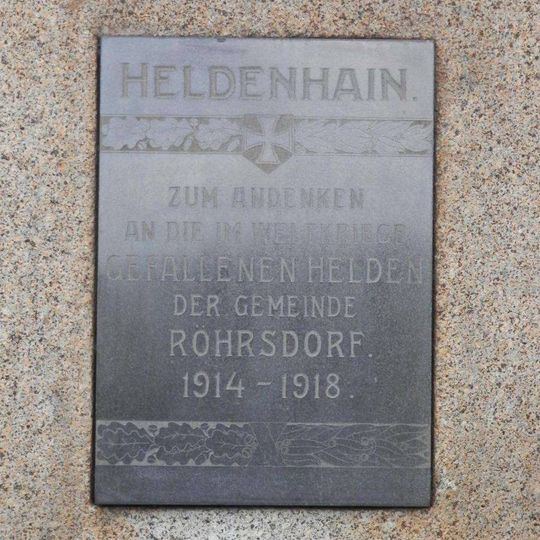 HELDENHAIN.
ZUM ANDENKEN
AN DIE IM WELTKRIEGE
GEFALLENEN HELDEN
DER GEMEINDE
RÖHRSDORF.
1914 – 1918.